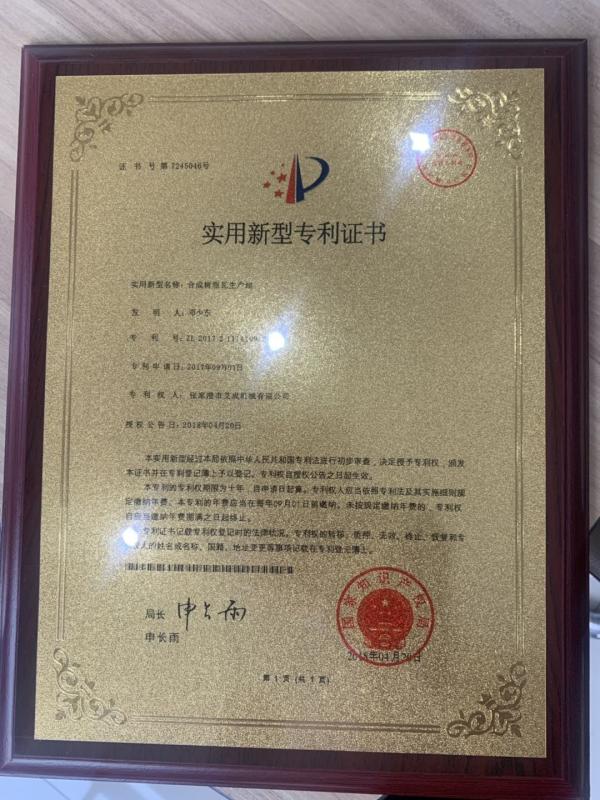 证书号第7245046号
实用新型专利证书
实用新型名称：合成树脂瓦生产线
发明人：邓少东
专利号：ZL 2017 2
专利申请日：2017年09月01日
专利权人：张家港市艾成机械有限公司
授权公告日：2018年04月20日
本实用新型经过本局依照中华人民共和国专利法进行初步审查，决定授予专利权，颁发
本证书并在专利登记簿上予以登记。专利权自授权公告之日起生效。
本专利的专利权期限为十年，自申请日起算。专利权人应当依照专利法及其实施细则规
定缴纳年费。本专利的年费应当在每年09月01日前缴纳。未按规定缴纳年费的，专利权
自应当缴纳年费期满之日起终止。
专利证书记载专利权登记时的法律状况。专利权的转移、质押、无效、终止、恢复和专
利权人的姓名或名称、国籍、地址变更等事项记载在专利登记簿上。
局长
申长雨
申长雨
国家知识产权局
2018年04月20日
第1页（共1页）